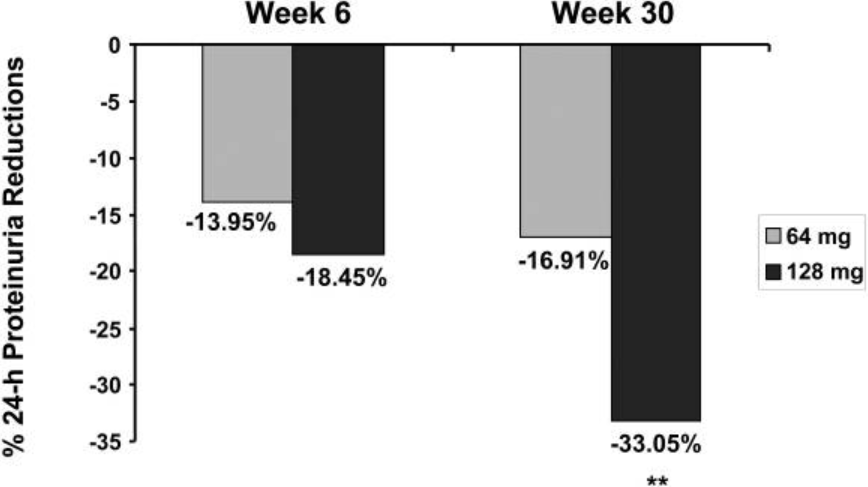 Week 6
Week 30
% 24-h Proteinuria Reductions
0
-5
-10
-15
-20
-25
-30
-35
-13.95%
-18.45%
-16.91%
-33.05%
**
64 mg
128 mg